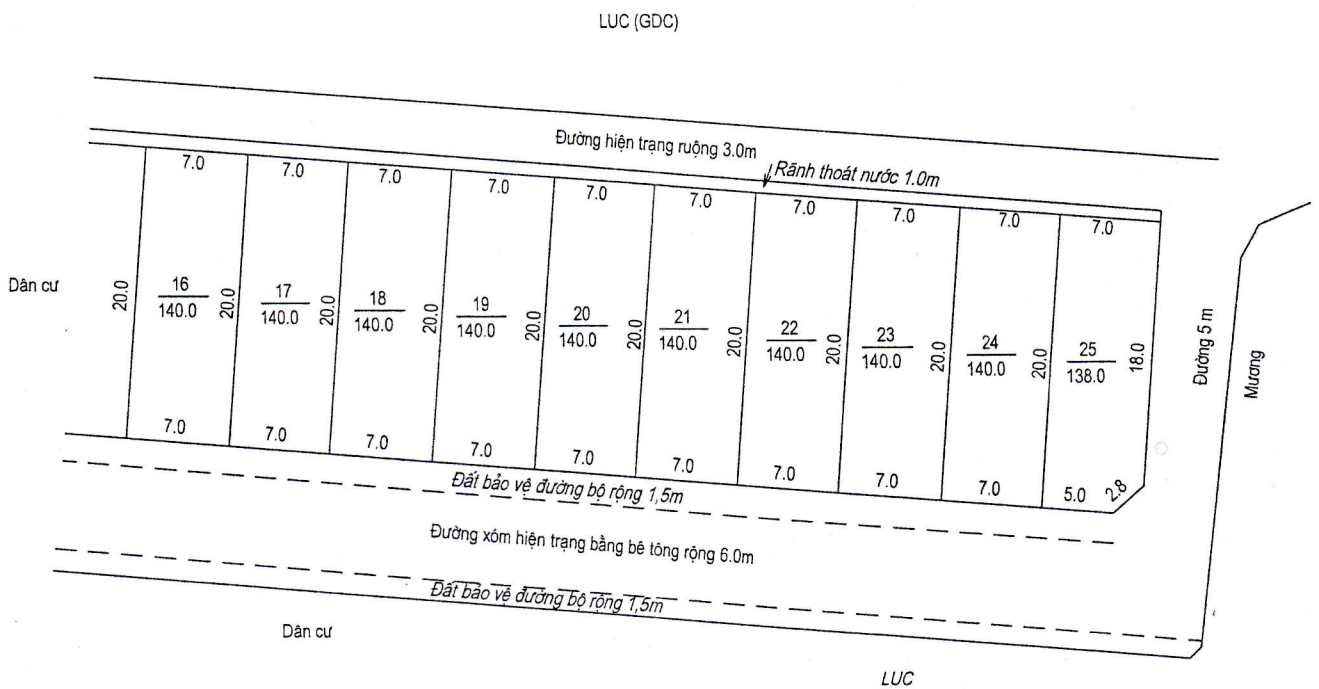 LUC (GDC)
Đường hiện trạng ruộng 3.0m
Rãnh thoát nước 1.0m
7.0 7.0 7.0 7.0 7.0 7.0 7.0 7.0 7.0 7.0
Dân cư
20.0
16
140.0
20.0
17
140.0
20.0
18
140.0
20.0
19
140.0
20.0
20
140.0
20.0
21
140.0
20.0
22
140.0
20.0
23
140.0
20.0
24
140.0
20.0
25
138.0
18.0
Đường 5 m
Mương
7.0 7.0 7.0 7.0 7.0 7.0 7.0 7.0 7.0 5.0 2.8
Đất bảo vệ đường bộ rộng 1,5m
Đường xóm hiện trạng bằng bê tông rộng 6.0m
Đất bảo vệ đường bộ rộng 1,5m
Dân cư
LUC